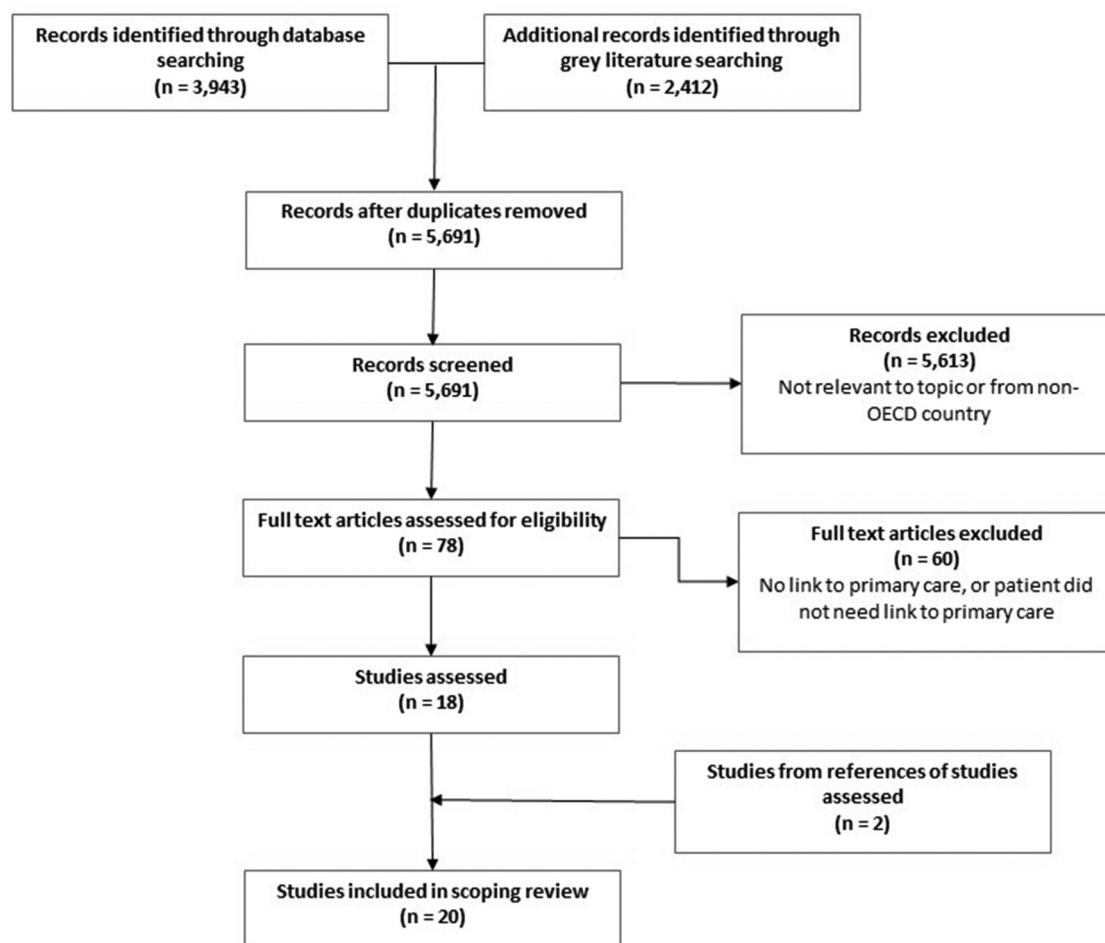 Records identified through database
searching
(n = 3,943)
Additional records identified through
grey literature searching
(n = 2,412)
Records after duplicates removed
(n = 5,691)
Records screened
(n = 5,691)
Records excluded
(n = 5,613)
Not relevant to topic or from non-
OECD country
Full text articles assessed for eligibility
(n = 78)
Full text articles excluded
(n = 60)
No link to primary care, or patient did
not need link to primary care
Studies assessed
(n = 18)
Studies from references of studies
assessed
(n = 2)
Studies included in scoping review
(n = 20)